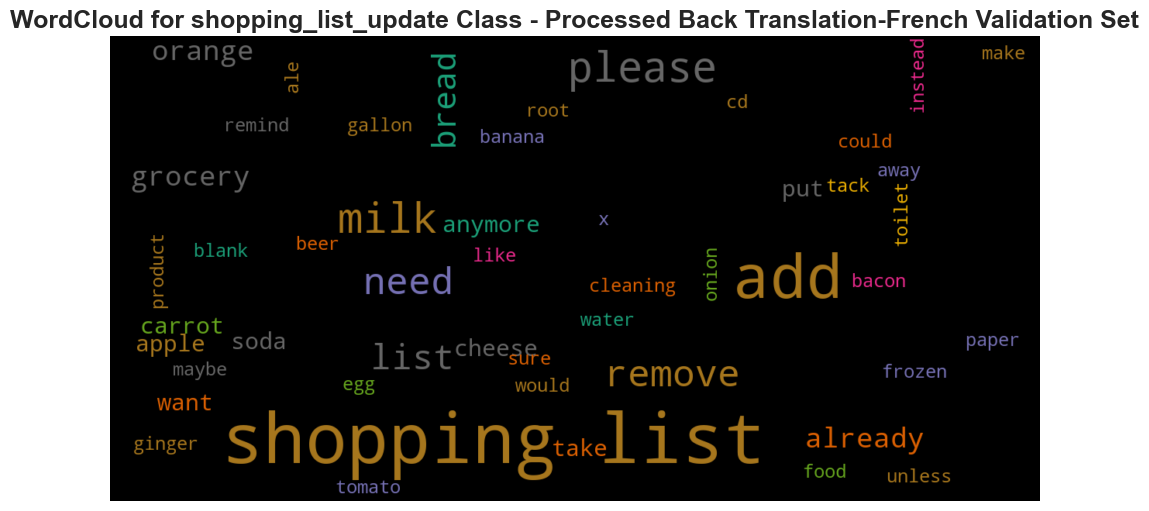 WordCloud for shopping_list_update Class - Processed Back Translation-French Validation Set
orange
ale
bread
please
instead
make
cd
root
remind
gallon
banana
could
away
grocery
put
tack
toilet
milk
anymore
x
product
blank
beer
like
need
cleaning
onion
add
bacon
carrot
water
apple
soda
list
cheese
sure
paper
maybe
egg
would
remove
frozen
want
shopping list
take
already
ginger
food
unless
tomato